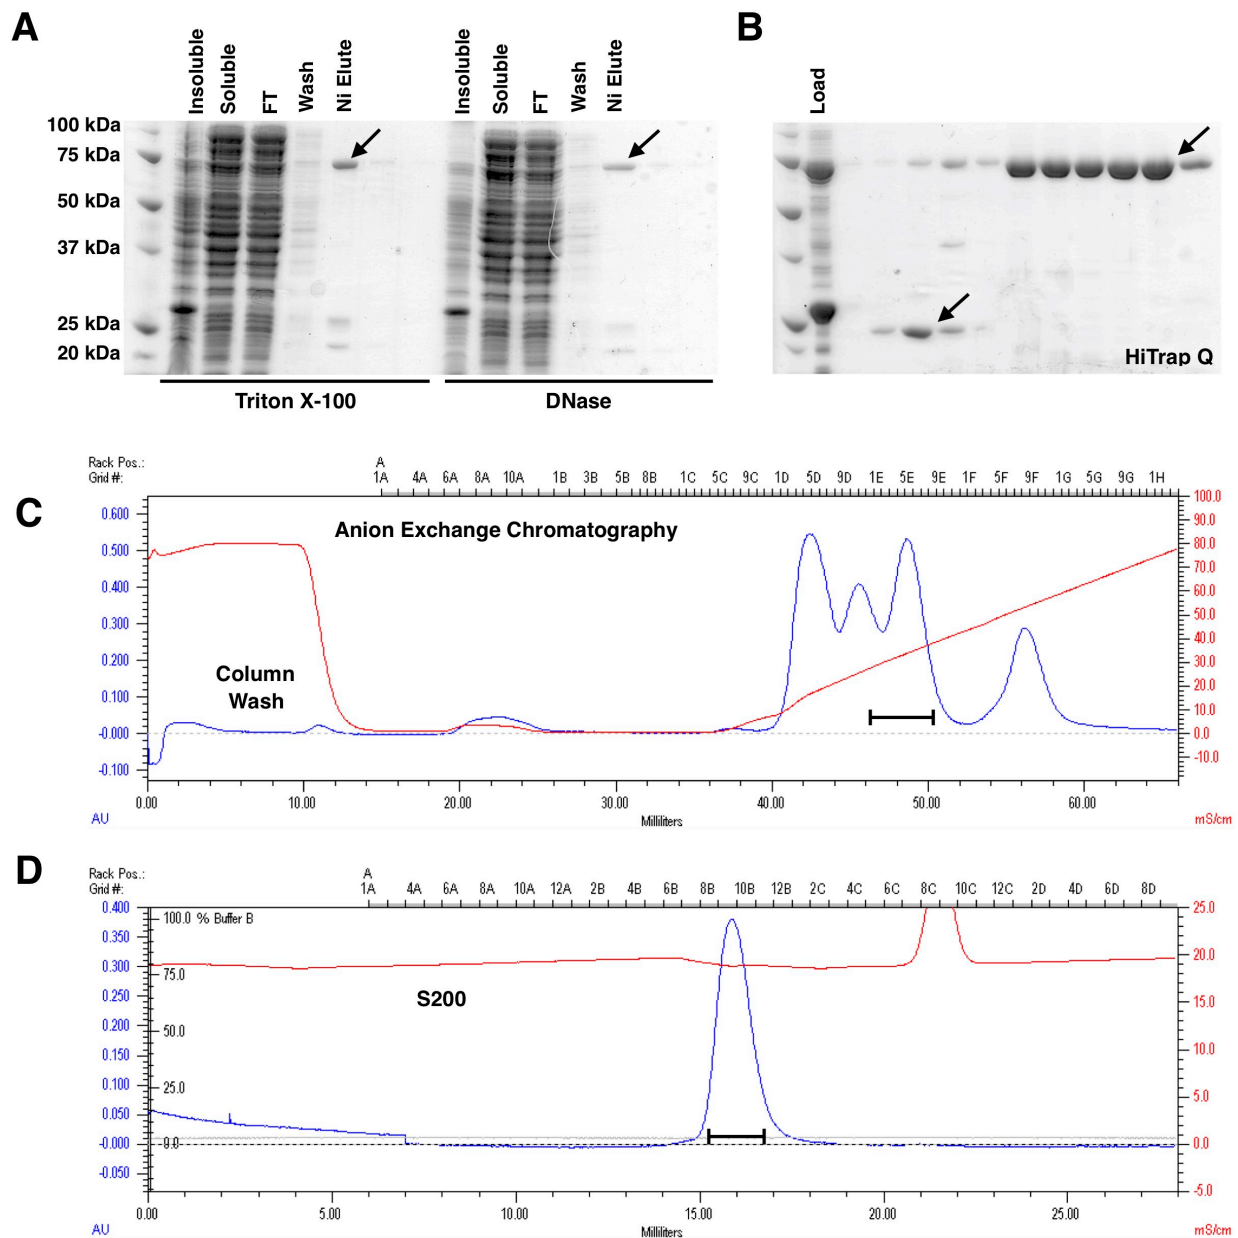 A
B
Insoluble
Soluble
FT
Wash
Ni Elute
Insoluble
Soluble
FT
Wash
Ni Elute
Load
100 kDa
75 kDa
50 kDa
37 kDa
25 kDa
20 kDa
HiTrap Q
Triton X-100
DNase
C
Rack Pos.:
A
Grid #:
1A 4A 6A 8A 10A 1B 3B 5B 8B 1C 5C 9C 1D 5D 9D 1E 5E 9E 1F 5F 9F 1G 5G 9G 1H
Anion Exchange Chromatography
Column
Wash
0.600
0.500
0.400
0.300
0.200
0.100
-0.000
-0.100
100.0
90.0
80.0
70.0
60.0
50.0
40.0
30.0
20.0
10.0
0.0
-10.0
0.00 10.00 20.00 30.00 40.00 50.00 60.00
AU
Milliliters
mS/cm
D
Rack Pos.:
A
Grid #:
1A 4A 6A 8A 10A 12A 2B 4B 6B 8B 10B 12B 2C 4C 6C 8C 10C 12C 2D 4D 6D 8D
0.400
0.350
0.300
0.250
0.200
0.150
0.100
0.050
-0.000
-0.050
100.0 % Buffer B
75.0
50.0
25.0
0.0
S200
25.0
20.0
15.0
10.0
5.0
0.0
-5.0
0.00 5.00 10.00 15.00 20.00 25.00
AU
Milliliters
mS/cm